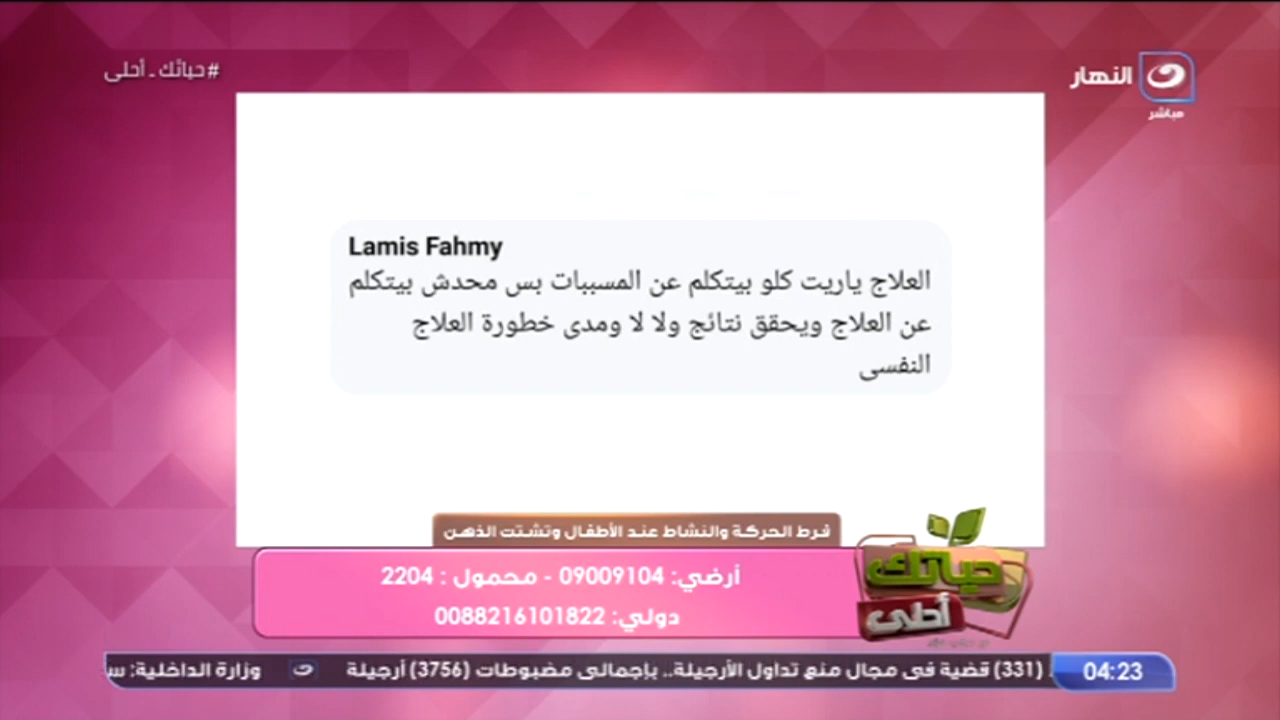 #حياتك - أحلى
النهار
مباشر
Lamis Fahmy
العلاج ياريت كلو بيتكلم عن المسببات بس محدش بيتكلم
عن العلاج ويحقق نتائج ولا لا ومدى خطورة العلاج
النفسى
فرط الحركة والنشاط عند الأطفال وتشتت الذهن
أرضي: 09009104 - محمول : 2204
دولي: 0088216101822
حياتك
أحلى
04:23
(331) قضية فى مجال منع تداول الأرجيلة.. بإجمالى مضبوطات (3756) أرجيلة
وزارة الداخلية: